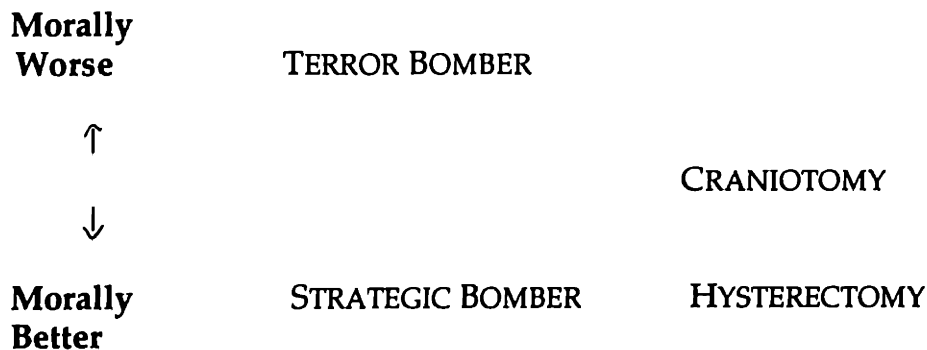 Morally
Worse TERROR BOMBER
↑
CRANIOTOMY
↓
Morally STRATEGIC BOMBER HYSTERECTOMY
Better